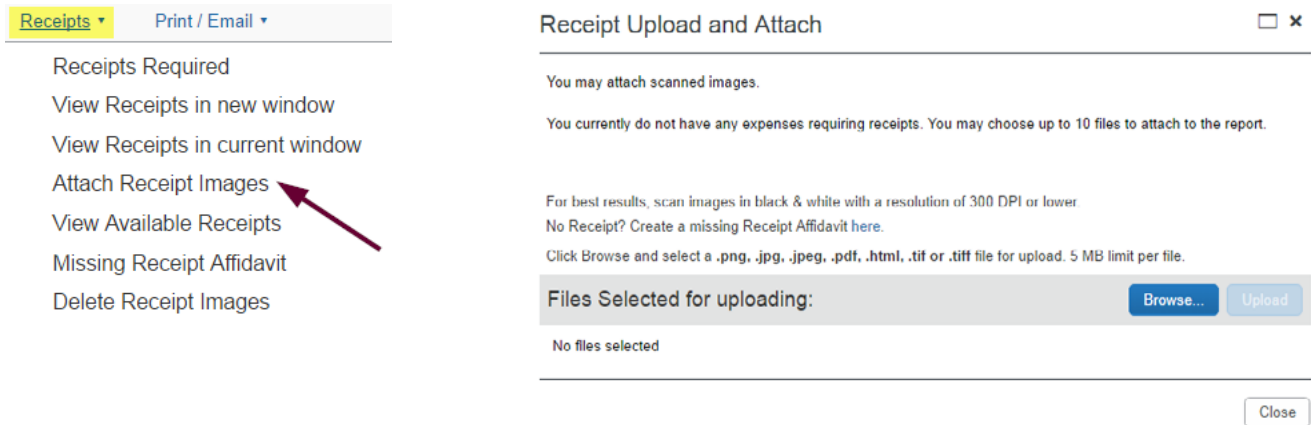 Receipts Print / Email
Receipts Required
View Receipts in new window
View Receipts in current window
Attach Receipt Images
View Available Receipts
Missing Receipt Affidavit
Delete Receipt Images
Receipt Upload and Attach
You may attach scanned images.
You currently do not have any expenses requiring receipts. You may choose up to 10 files to attach to the report.
For best results, scan images in black & white with a resolution of 300 DPI or lower.
No Receipt? Create a missing Receipt Affidavit here.
Click Browse and select a .png, .jpg, .jpeg, .pdf, .html, .tif or .tiff file for upload. 5 MB limit per file.
Files Selected for uploading: Browse... Upload
No files selected
Close